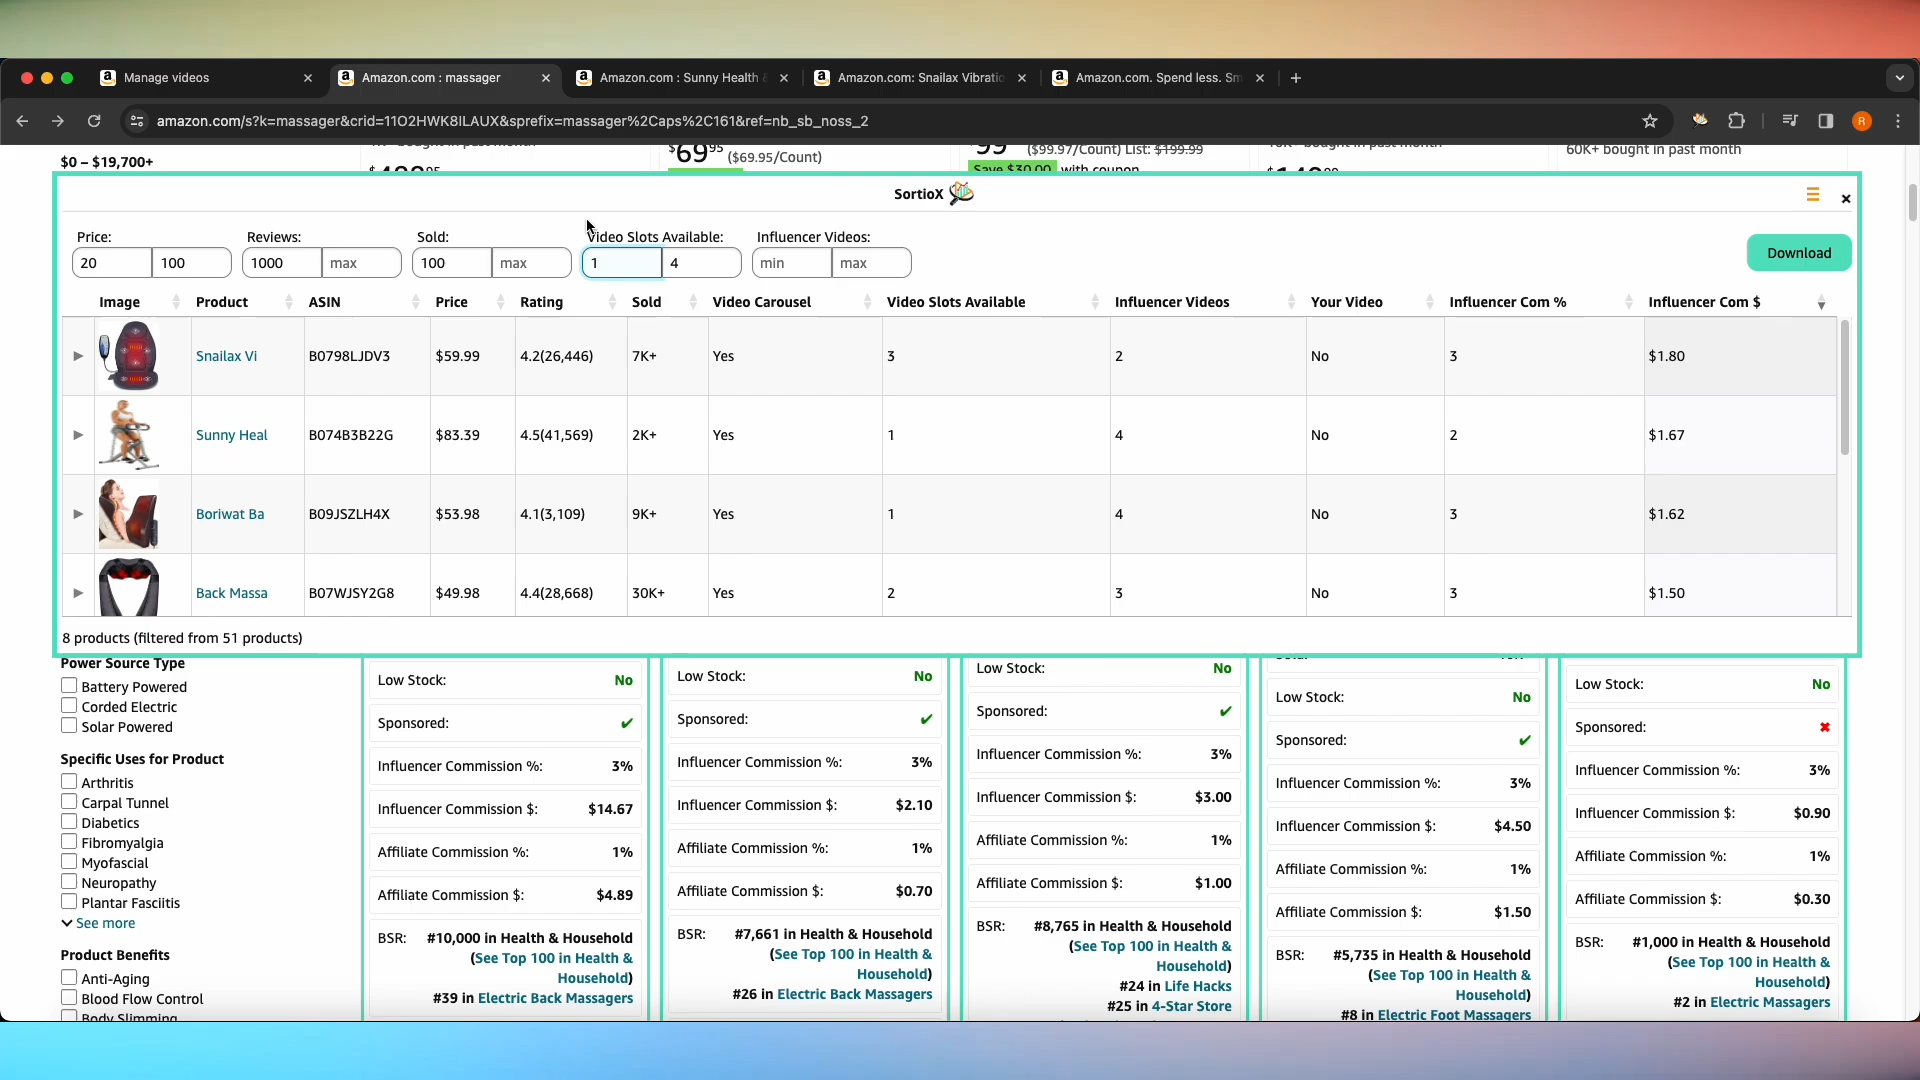 Manage videos
Amazon.com : massager
Amazon.com : Sunny Health &
Amazon.com: Snailax Vibratio
Amazon.com. Spend less. Sm
amazon.com/s?k=massager&crid=11O2HWK8ILAUX&sprefix=massager%2Caps%2C161&ref=nb_sb_noss_2
R
$0 – $19,700+
$69.95 ($69.95/Count)
99 ($99.97/Count) List: $199.99
Save $30.00 with coupon
60K+ bought in past month
SortioX
Price:
20
100
Reviews:
1000
max
Sold:
100
max
Video Slots Available:
1
4
Influencer Videos:
min
max
Download
Image Product ASIN Price Rating Sold Video Carousel Video Slots Available Influencer Videos Your Video Influencer Com % Influencer Com $
Snailax Vi B0798LJDV3 $59.99 4.2(26,446) 7K+ Yes 3 2 No 3 $1.80
Sunny Heal B074B3B22G $83.39 4.5(41,569) 2K+ Yes 1 4 No 2 $1.67
Boriwat Ba B09JSZLH4X $53.98 4.1(3,109) 9K+ Yes 1 4 No 3 $1.62
Back Massa B07WJSY2G8 $49.98 4.4(28,668) 30K+ Yes 2 3 No 3 $1.50
8 products (filtered from 51 products)
Power Source Type
Battery Powered
Corded Electric
Solar Powered
Specific Uses for Product
Arthritis
Carpal Tunnel
Diabetics
Fibromyalgia
Myofascial
Neuropathy
Plantar Fasciitis
See more
Product Benefits
Anti-Aging
Blood Flow Control
Body Slimming
Low Stock: No
Sponsored: ✔
Influencer Commission %: 3%
Influencer Commission $: $14.67
Affiliate Commission %: 1%
Affiliate Commission $: $4.89
BSR: #10,000 in Health & Household
(See Top 100 in Health &
Household)
#39 in Electric Back Massagers
Low Stock: No
Sponsored: ✔
Influencer Commission %: 3%
Influencer Commission $: $2.10
Affiliate Commission %: 1%
Affiliate Commission $: $0.70
BSR: #7,661 in Health & Household
(See Top 100 in Health &
Household)
#26 in Electric Back Massagers
Low Stock: No
Sponsored: ✔
Influencer Commission %: 3%
Influencer Commission $: $3.00
Affiliate Commission %: 1%
Affiliate Commission $: $1.00
BSR: #8,765 in Health & Household
(See Top 100 in Health &
Household)
#24 in Life Hacks
#25 in 4-Star Store
Low Stock: No
Sponsored: ✔
Influencer Commission %: 3%
Influencer Commission $: $4.50
Affiliate Commission %: 1%
Affiliate Commission $: $1.50
BSR: #5,735 in Health & Household
(See Top 100 in Health &
Household)
#8 in Electric Foot Massagers
Low Stock: No
Sponsored: ✖
Influencer Commission %: 3%
Influencer Commission $: $0.90
Affiliate Commission %: 1%
Affiliate Commission $: $0.30
BSR: #1,000 in Health & Household
(See Top 100 in Health &
Household)
#2 in Electric Massagers